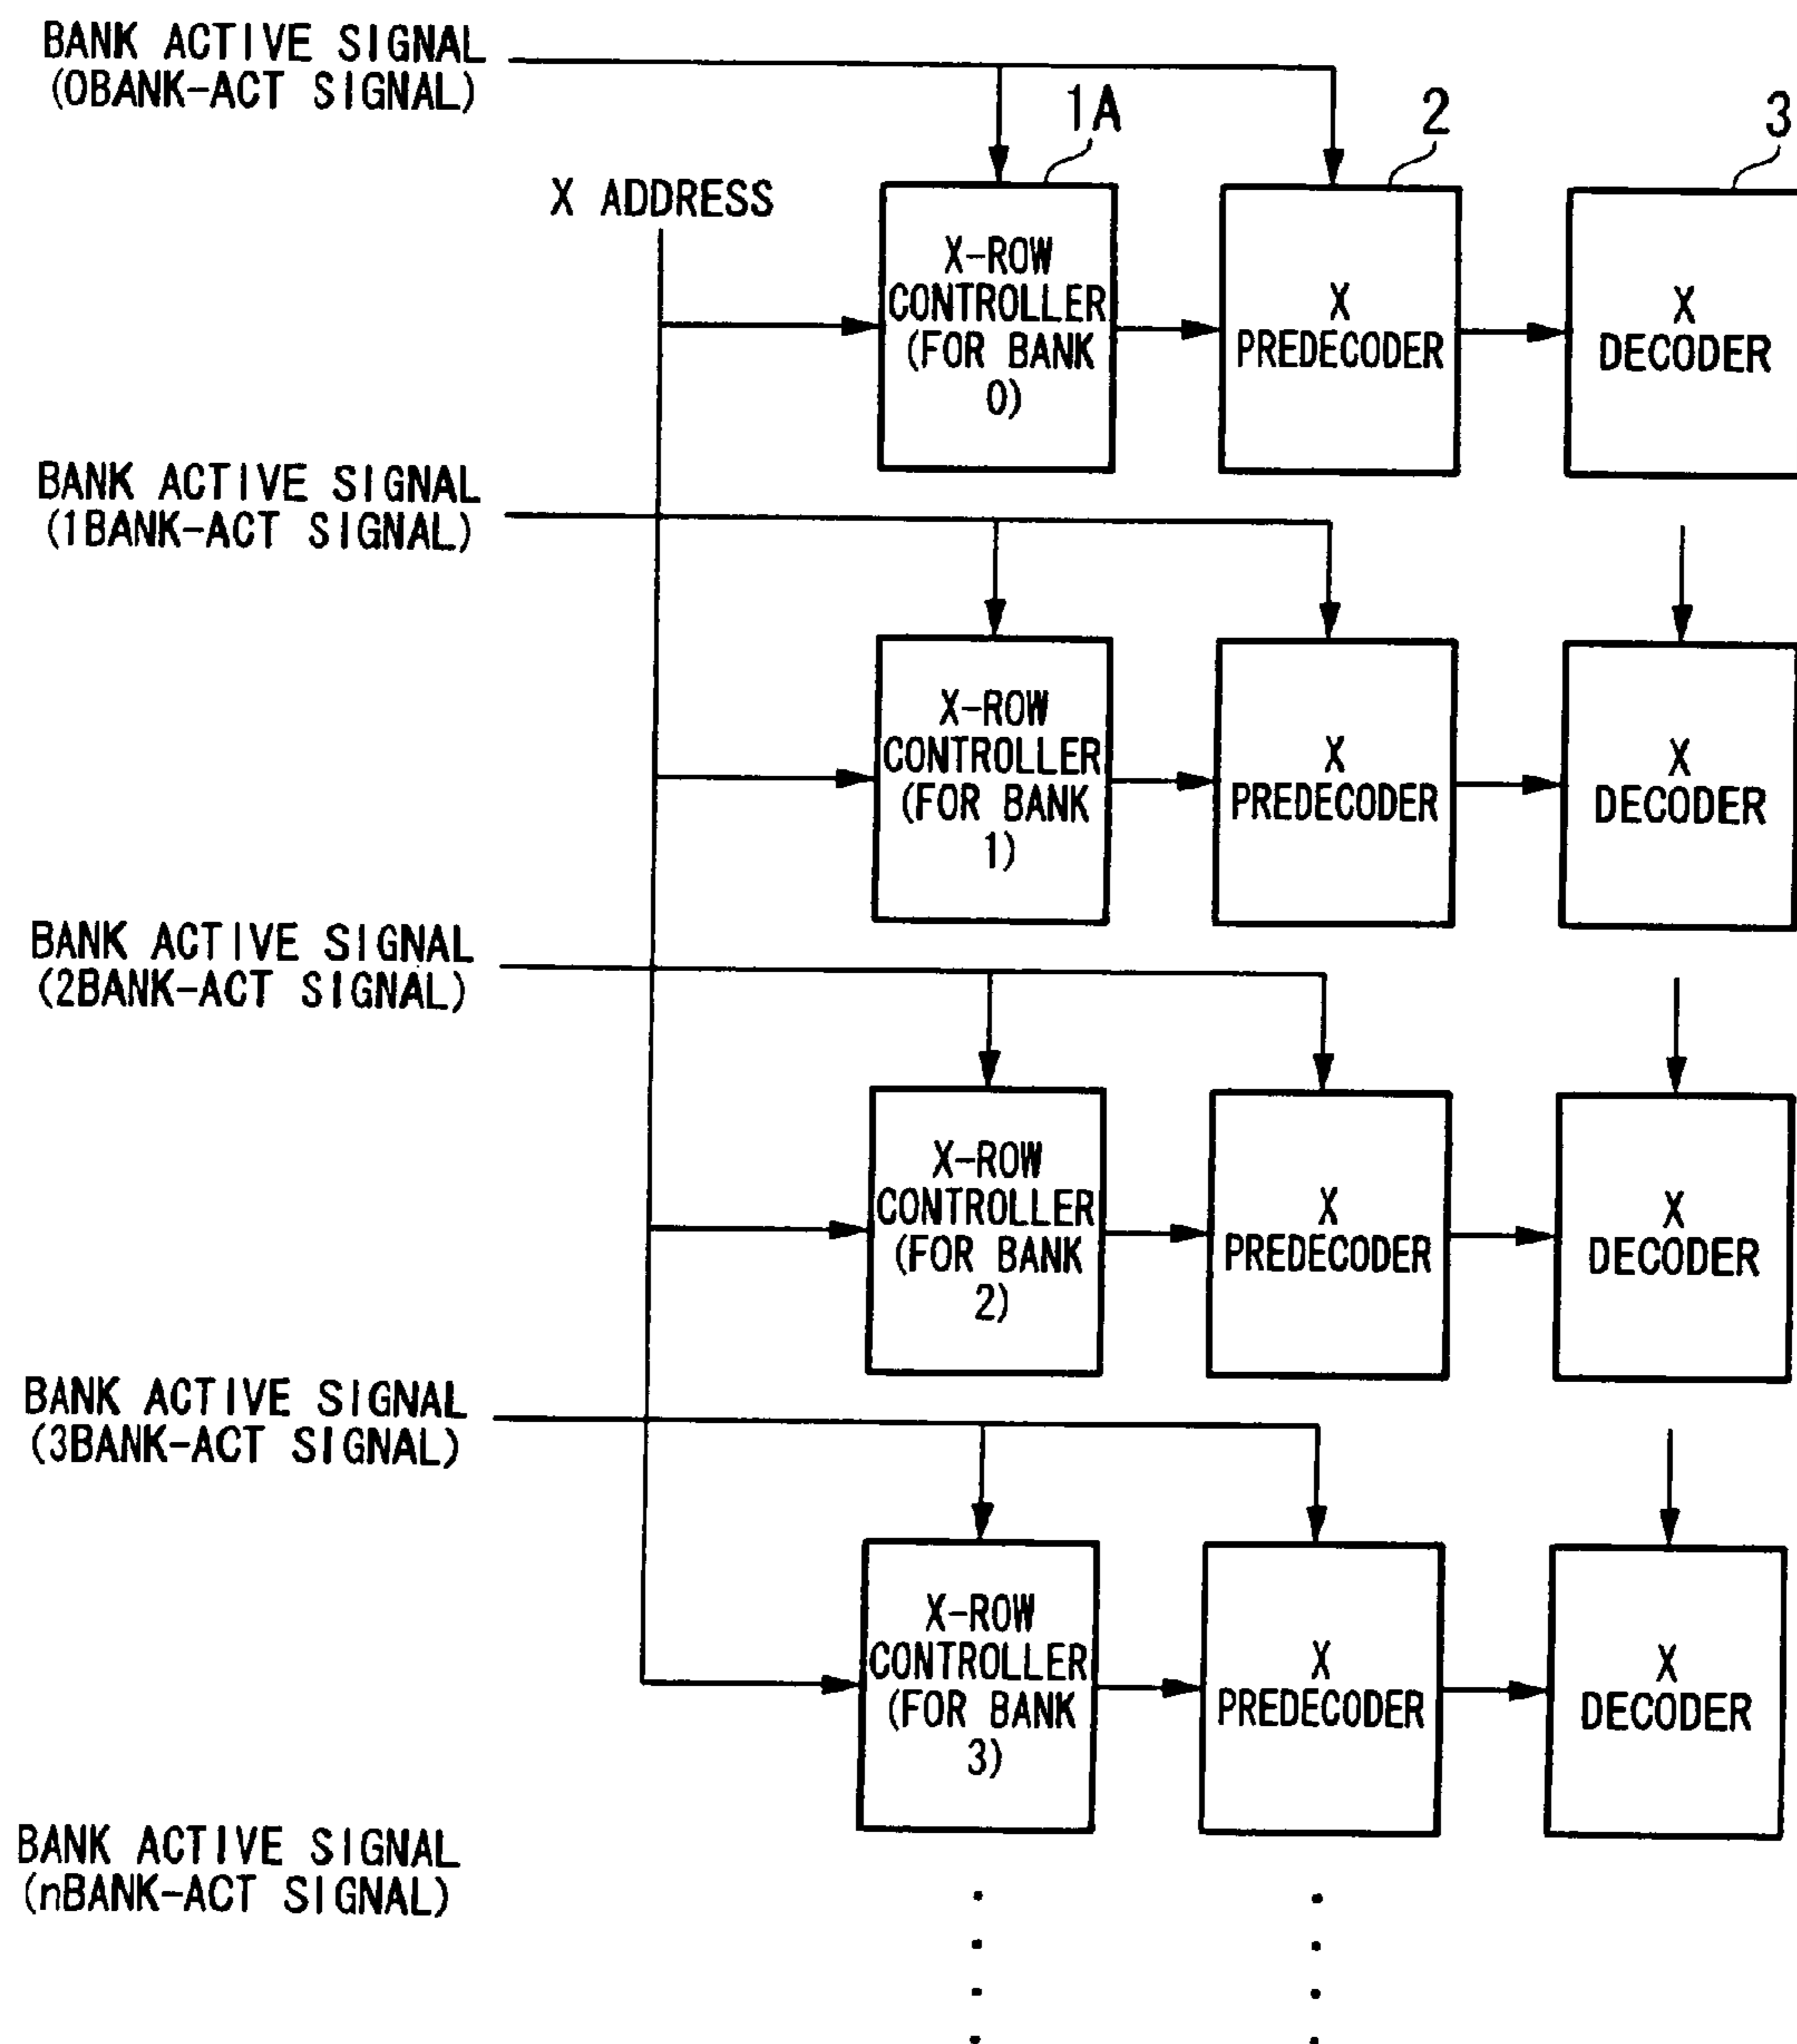 BANK ACTIVE SIGNAL
(0BANK-ACT SIGNAL)
1A
2
3
X ADDRESS
X-ROW
CONTROLLER
(FOR BANK
0)
X
PREDECODER
X
DECODER
BANK ACTIVE SIGNAL
(1BANK-ACT SIGNAL)
X-ROW
CONTROLLER
(FOR BANK
1)
X
PREDECODER
X
DECODER
BANK ACTIVE SIGNAL
(2BANK-ACT SIGNAL)
X-ROW
CONTROLLER
(FOR BANK
2)
X
PREDECODER
X
DECODER
BANK ACTIVE SIGNAL
(3BANK-ACT SIGNAL)
X-ROW
CONTROLLER
(FOR BANK
3)
X
PREDECODER
X
DECODER
BANK ACTIVE SIGNAL
(nBANK-ACT SIGNAL)